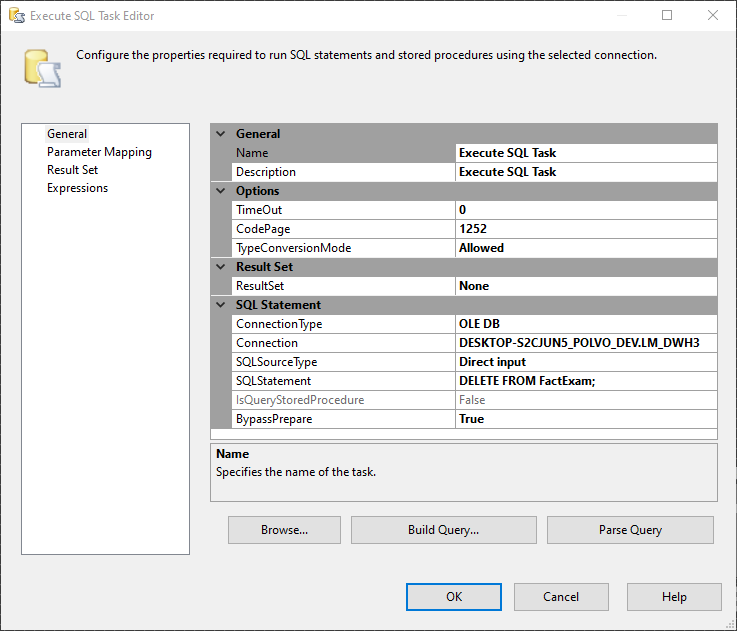 Execute SQL Task Editor
Configure the properties required to run SQL statements and stored procedures using the selected connection.
General
Parameter Mapping
Result Set
Expressions
General
Name Execute SQL Task
Description Execute SQL Task
Options
TimeOut 0
CodePage 1252
TypeConversionMode Allowed
Result Set
ResultSet None
SQL Statement
ConnectionType OLE DB
Connection DESKTOP-S2CJUN5_POLVO_DEV.LM_DWH3
SQLSourceType Direct input
SQLStatement DELETE FROM FactExam;
IsQueryStoredProcedure False
BypassPrepare True
Name
Specifies the name of the task.
Browse... Build Query... Parse Query
OK Cancel Help